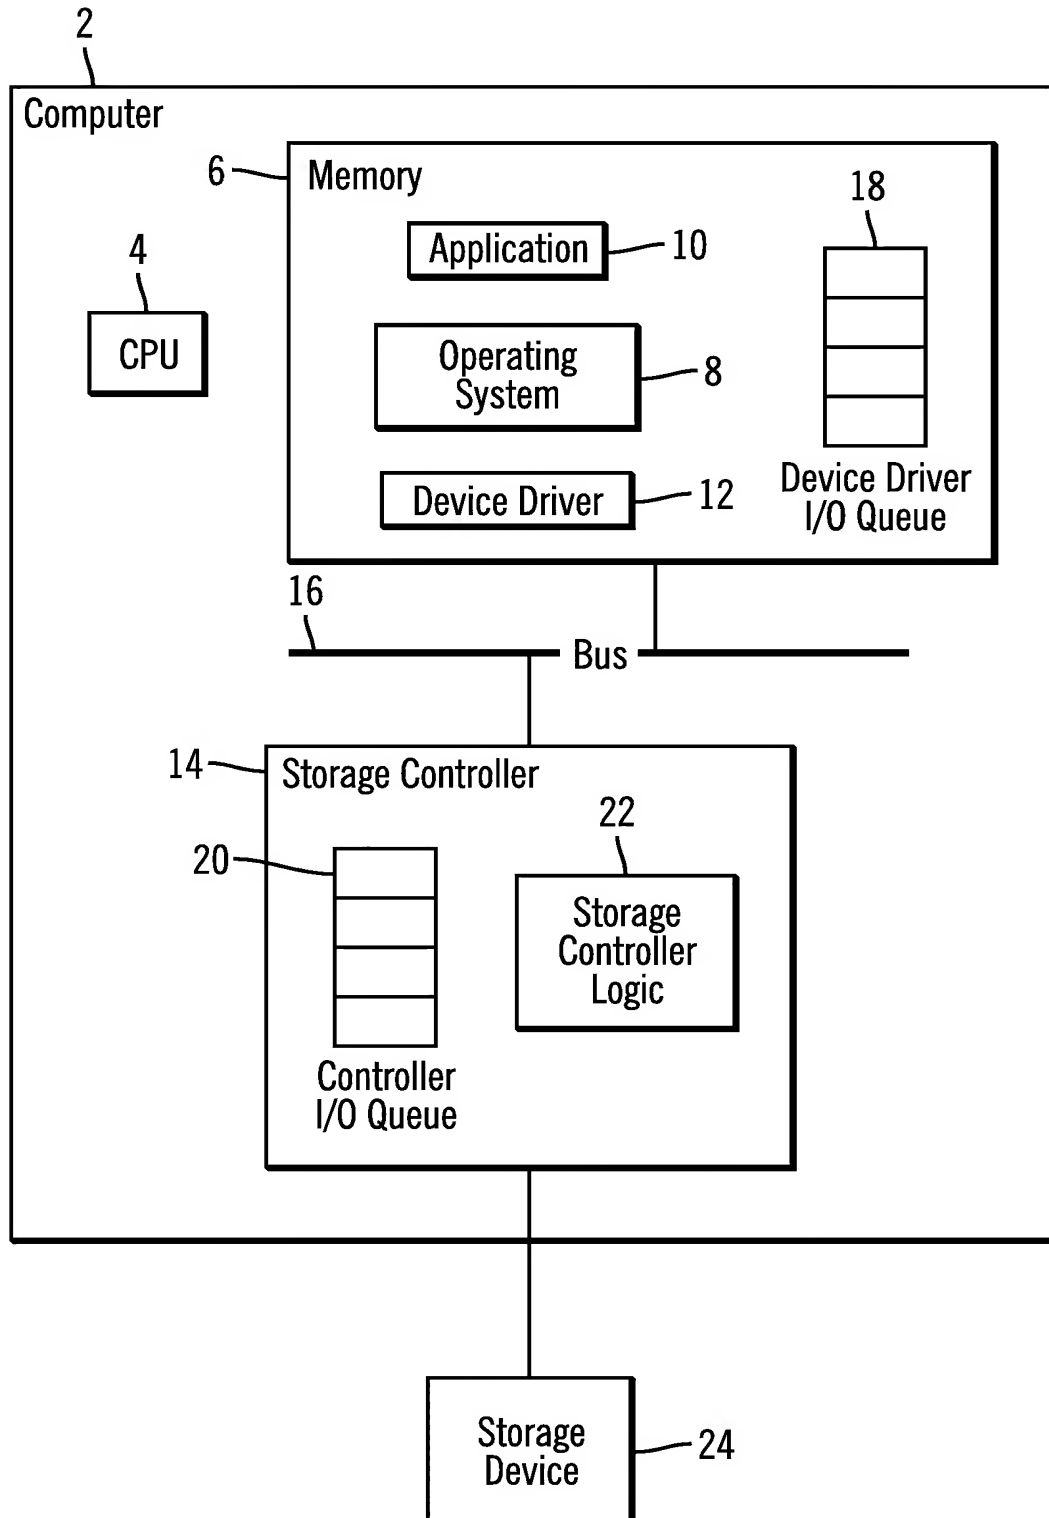 2
Computer
6
Memory
18
Application
10
4
CPU
Operating
System
8
Device Driver
12
Device Driver
I/O Queue
16
Bus
14
Storage Controller
22
20
Storage
Controller
Logic
Controller
I/O Queue
Storage
Device
24